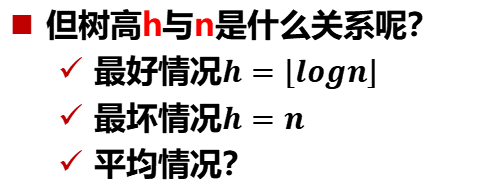 ■ 但树高h与n是什么关系呢？
✓ 最好情况h = ⌊logn⌋
✓ 最坏情况h = n
✓ 平均情况？